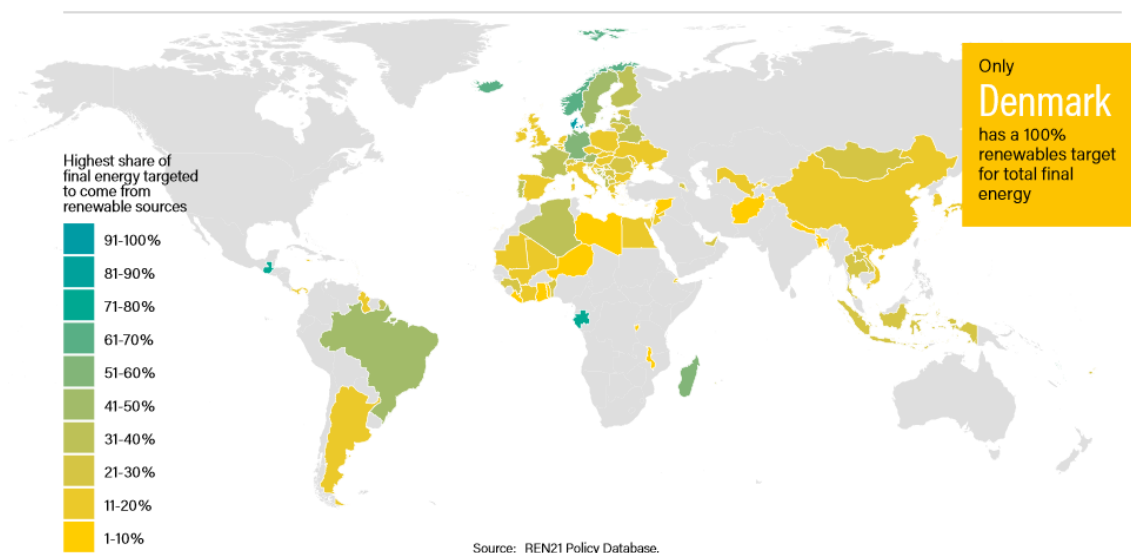 Only
Denmark
has a 100%
renewables target
for total final
energy
Highest share of
final energy targeted
to come from
renewable sources
91-100%
81-90%
71-80%
61-70%
51-60%
41-50%
31-40%
21-30%
11-20%
1-10%
Source: REN21 Policy Database.